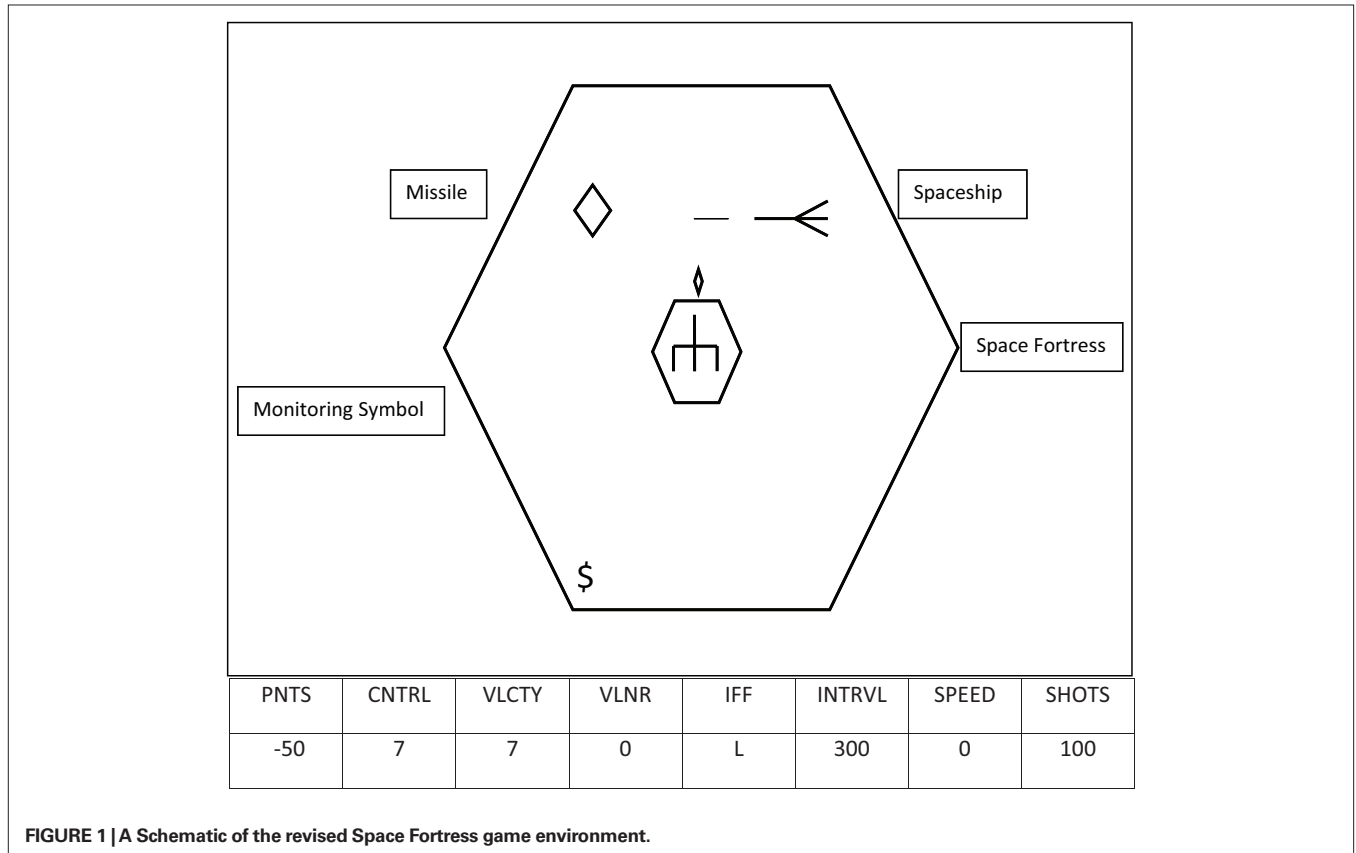 Missile
Spaceship
Space Fortress
Monitoring Symbol
$
PNTS CNTRL VLCTY VLNR IFF INTRVL SPEED SHOTS
-50 7 7 0 L 300 0 100
FIGURE 1 | A Schematic of the revised Space Fortress game environment.